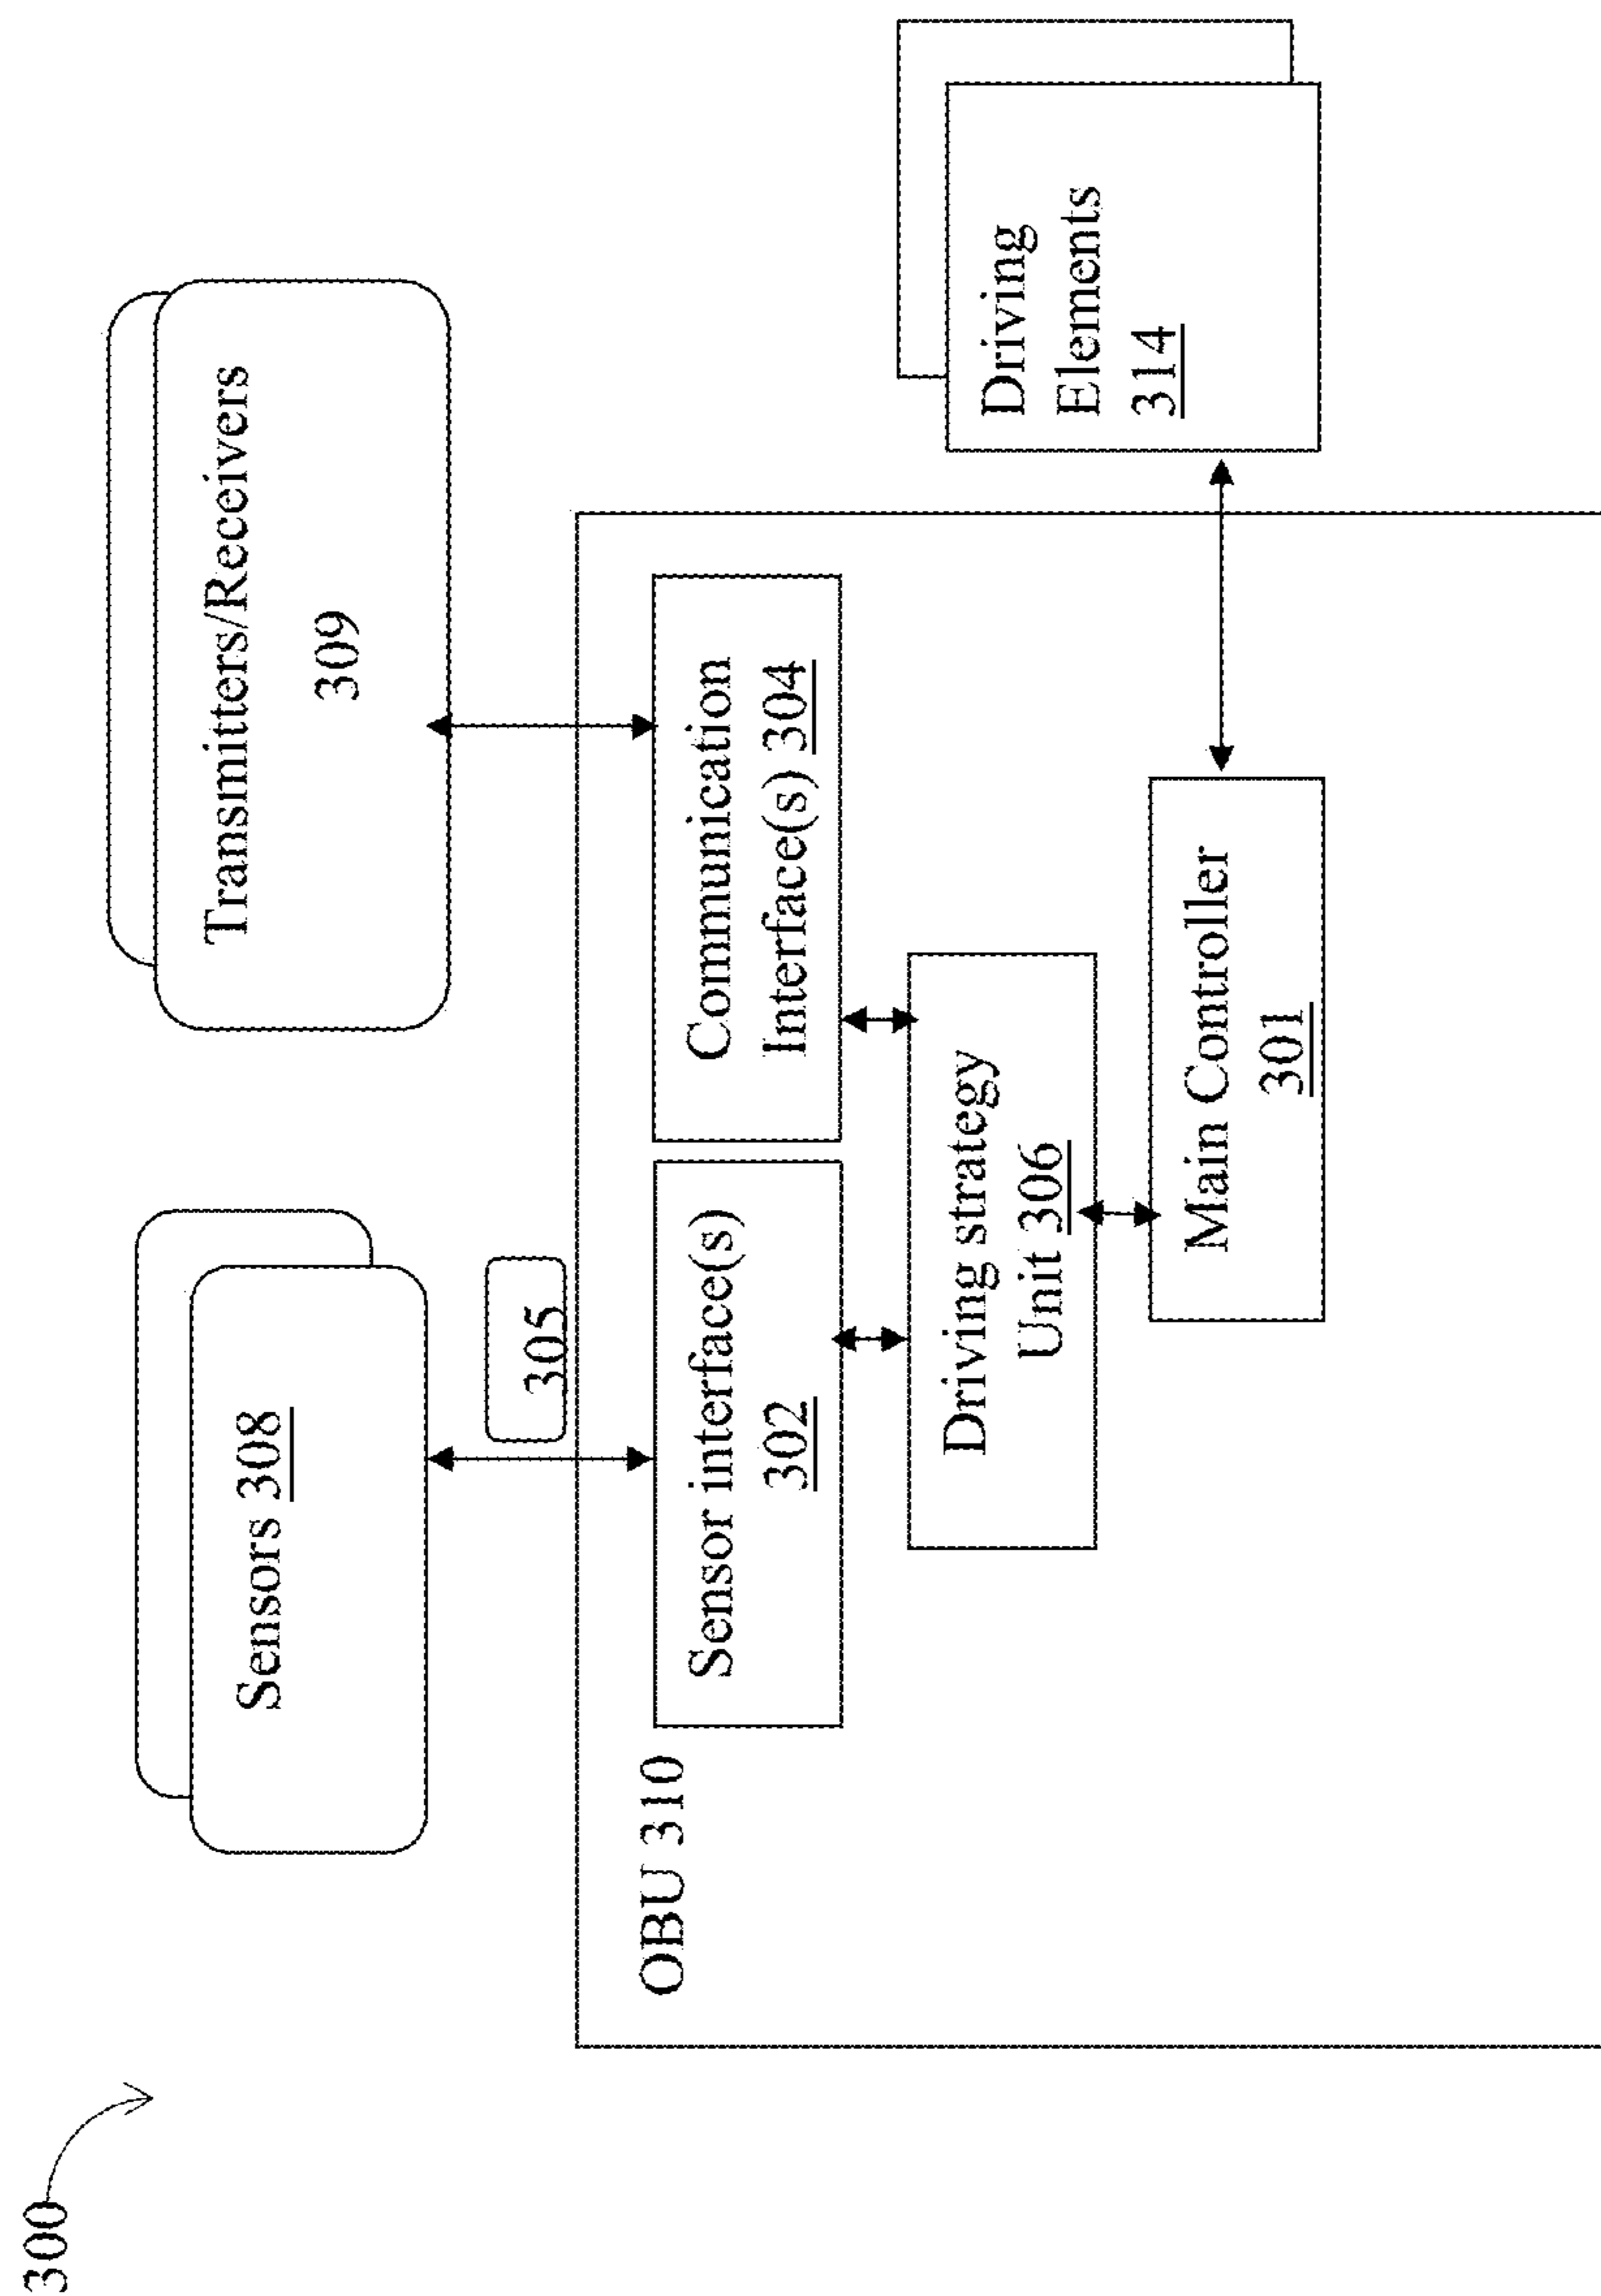 300
Sensors 308
Transmitters/Receivers
309
305
OBU 310
Sensor interface(s)
302
Communication
Interface(s) 304
Driving strategy
Unit 306
Main Controller
301
Driving
Elements
314